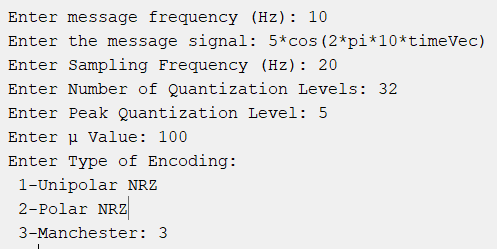 Enter message frequency (Hz): 10
Enter the message signal: 5*cos(2*pi*10*timeVec)
Enter Sampling Frequency (Hz): 20
Enter Number of Quantization Levels: 32
Enter Peak Quantization Level: 5
Enter µ Value: 100
Enter Type of Encoding:
1-Unipolar NRZ
2-Polar NRZ
3-Manchester: 3